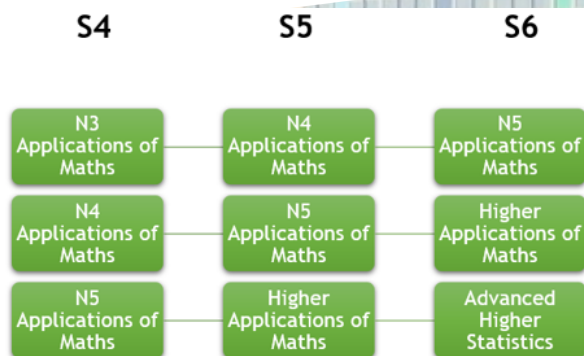 S4 S5 S6
N3
Applications of
Maths
N4
Applications of
Maths
N5
Applications of
Maths
N4
Applications of
Maths
N5
Applications of
Maths
Higher
Applications of
Maths
N5
Applications of
Maths
Higher
Applications of
Maths
Advanced
Higher
Statistics